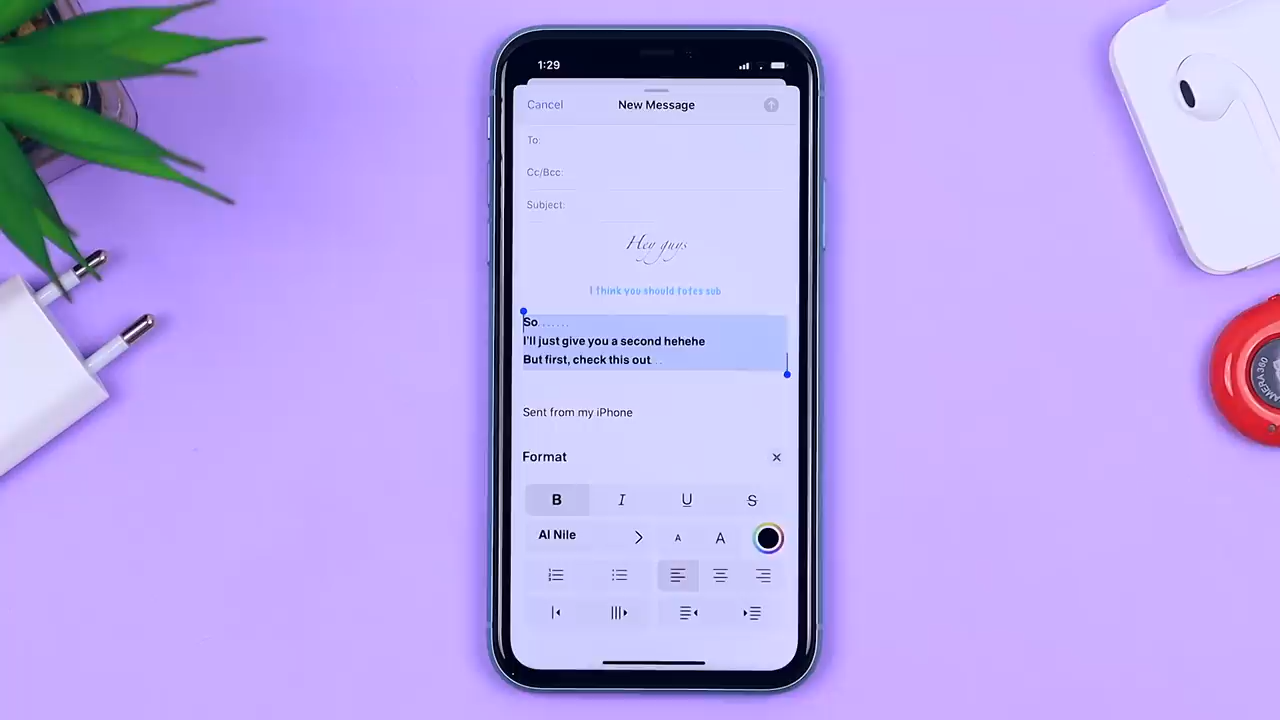 1:29
Cancel New Message
To:
Cc/Bcc:
Subject:
Hey guys
I think you should totes sub
So......
I'll just give you a second hehehe
But first, check this out...
Sent from my iPhone
Format
B I U S
Al Nile A A